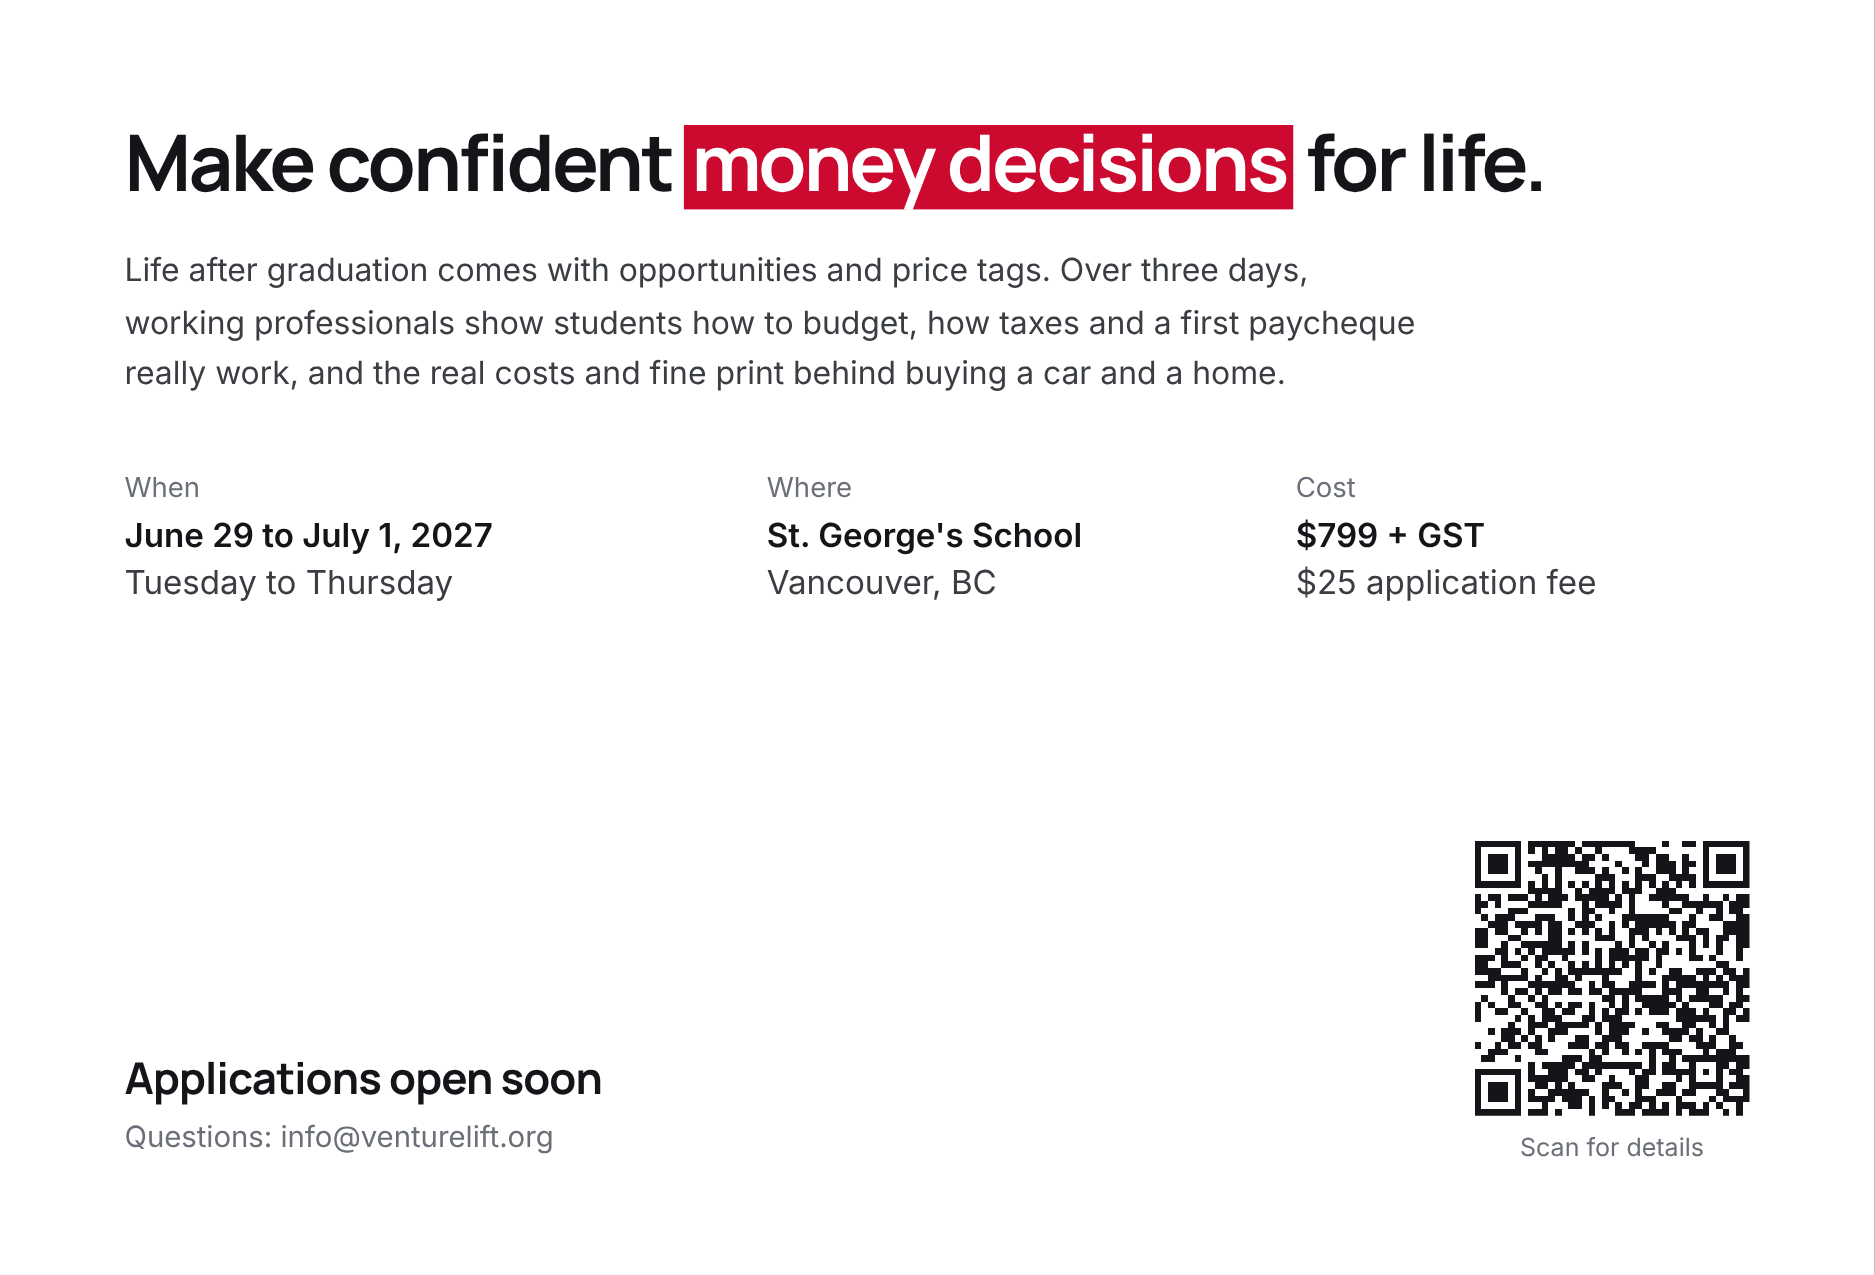 Make confident money decisions for life.
Life after graduation comes with opportunities and price tags. Over three days,
working professionals show students how to budget, how taxes and a first paycheque
really work, and the real costs and fine print behind buying a car and a home.
When
June 29 to July 1, 2027
Tuesday to Thursday
Where
St. George's School
Vancouver, BC
Cost
$799 + GST
$25 application fee
Applications open soon
Questions: info@venturelift.org
Scan for details